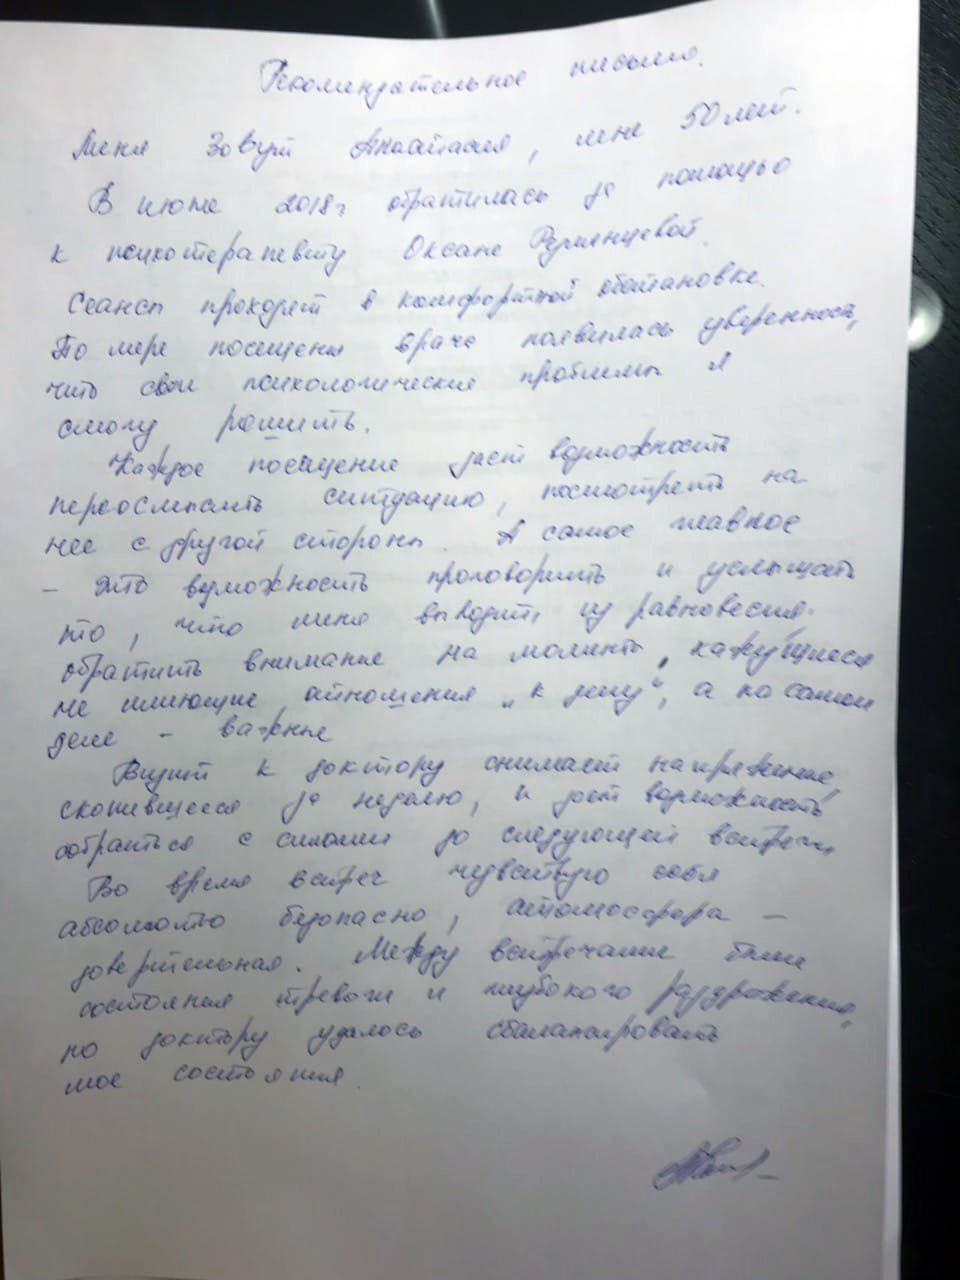 Рекомендательное письмо.
Меня зовут Анастасия, мне 50 лет.
В июне 2018г обратилась за помощью
к психотерапевту Оксане Румянцевой.
Сеансы проходят в комфортной обстановке.
По мере посещения врача появилась уверенность,
что свои психологические проблемы я
смогу решить.
Каждое посещение дает возможность
переосмыслить ситуацию, посмотреть на
нее с другой стороны. А самое главное
- это возможность проговорить и услышать
то, что меня выводит из равновесия.
обратить внимание на моменты, кажущиеся
не имеющие отношения "к делу", а на самом
деле - важные
Визит к доктору снимает напряжение,
скопившееся за неделю, и дает возможность
собраться с силами до следующей встречи
Во время встреч чувствую себя
абсолютно безопасно, атмосфера -
доверительная. Между встречами были
состояния тревоги и глубокого раздражения,
но доктору удалось сбалансировать
мое состояния.